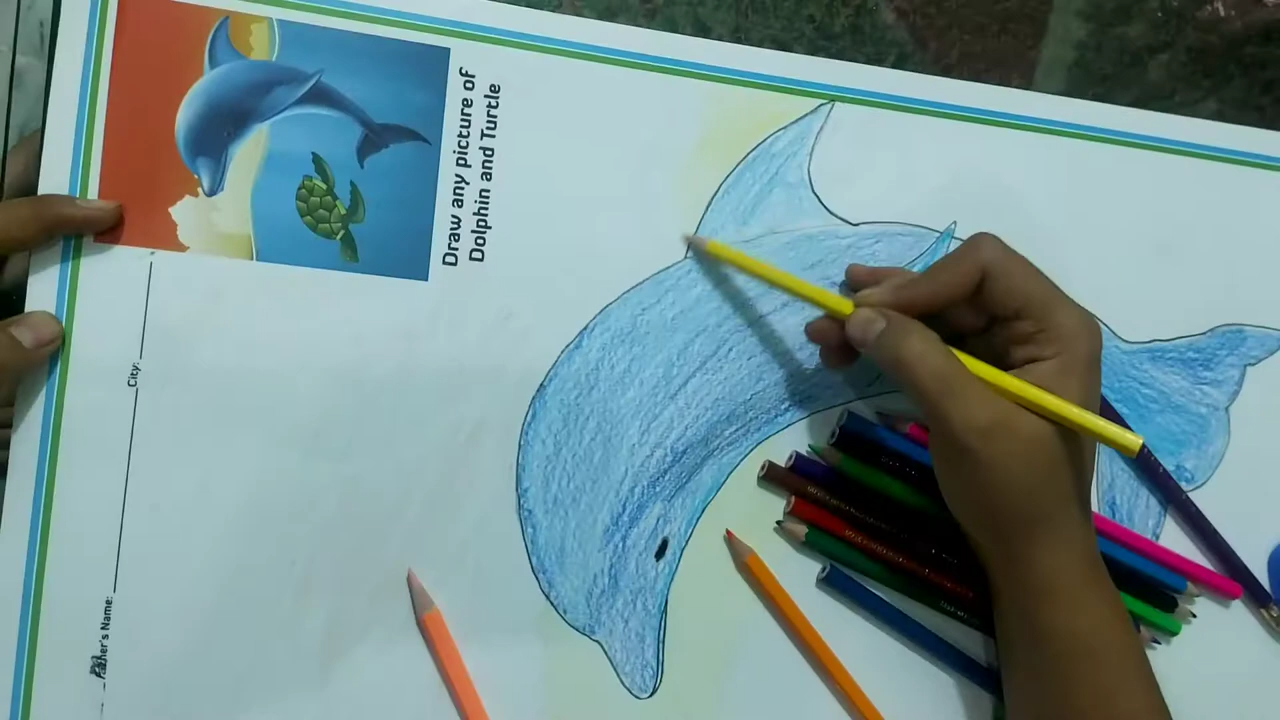 Draw any picture of
Dolphin and Turtle
City:
Father's Name: